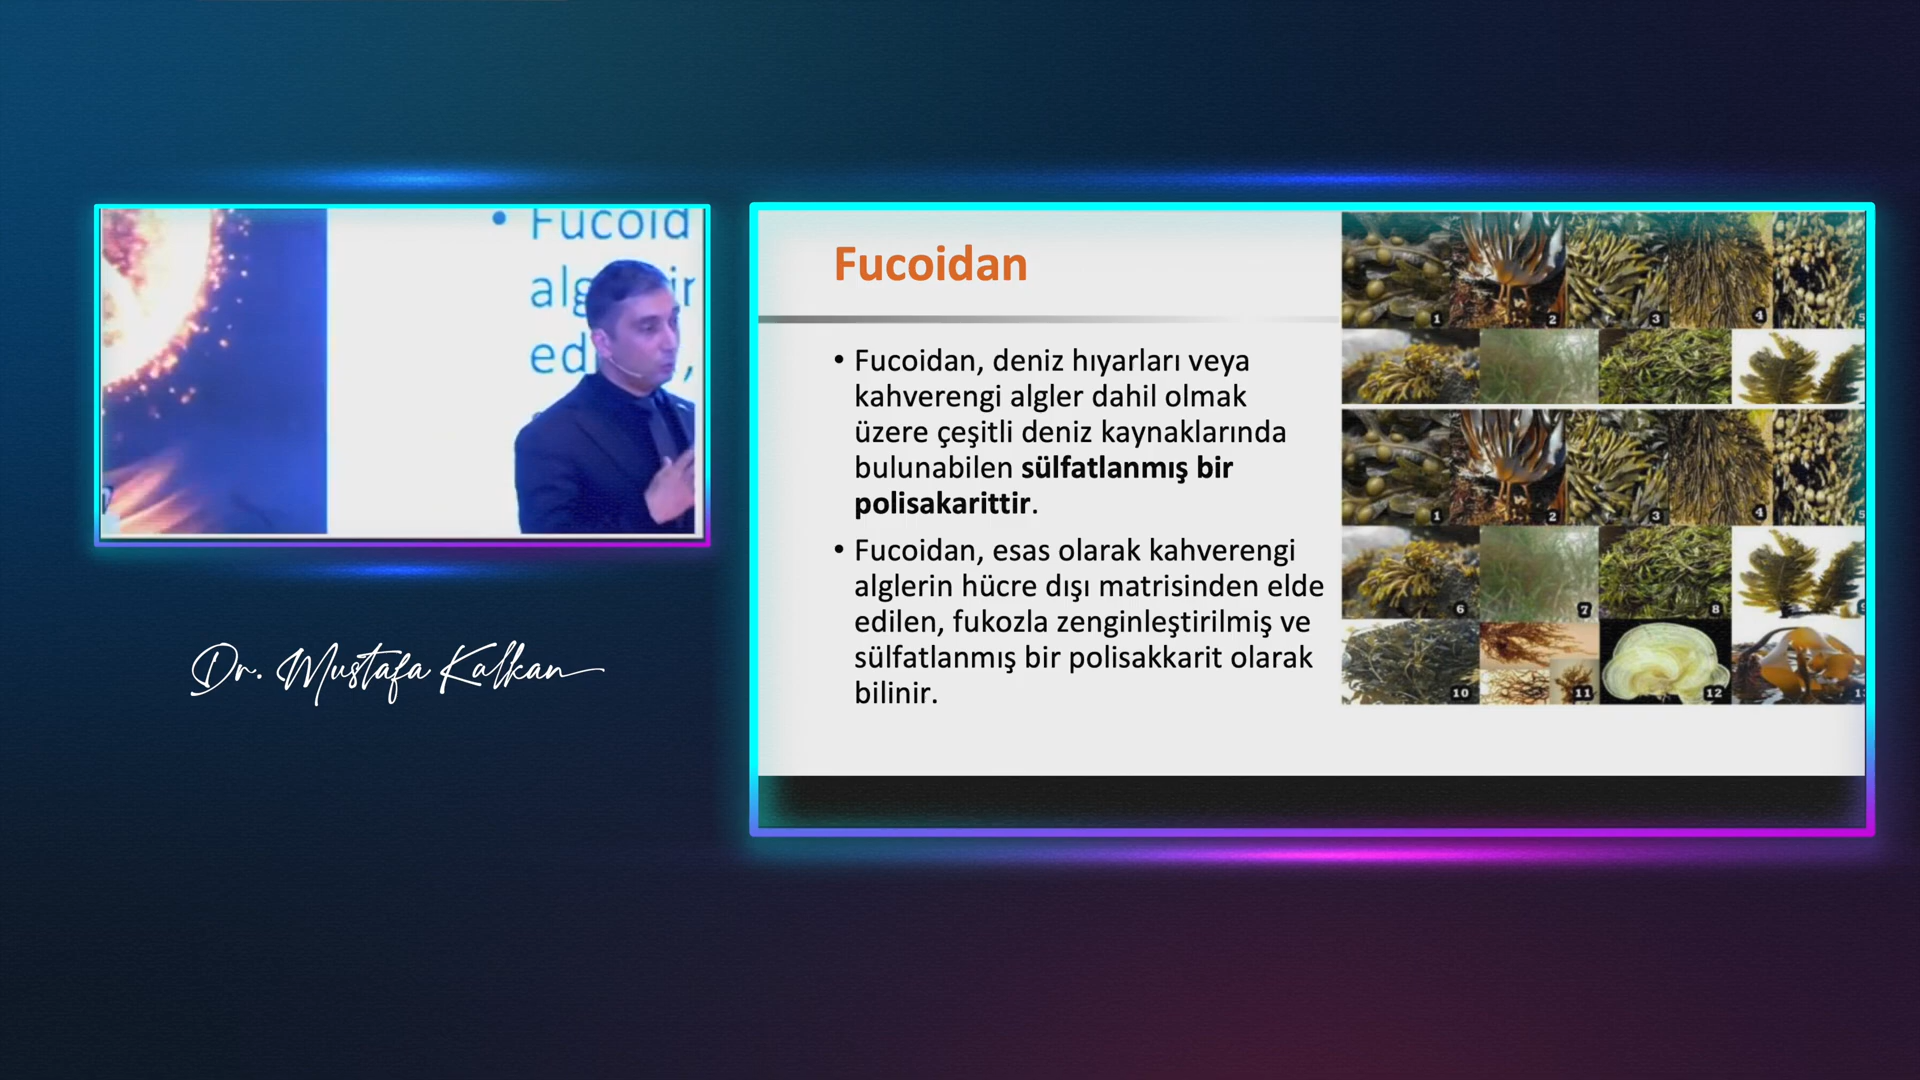 • Fucoid
Dr. Mustafa Kalkan
Fucoidan
• Fucoidan, deniz hıyarları veya
kahverengi algler dahil olmak
üzere çeşitli deniz kaynaklarında
bulunabilen sülfatlanmış bir
polisakarittir.
• Fucoidan, esas olarak kahverengi
alglerin hücre dışı matrisinden elde
edilen, fukozla zenginleştirilmiş ve
sülfatlanmış bir polisakkarit olarak
bilinir.
1 2 3 4 5
1 2 3 4 5
6 7 8
10 11 12